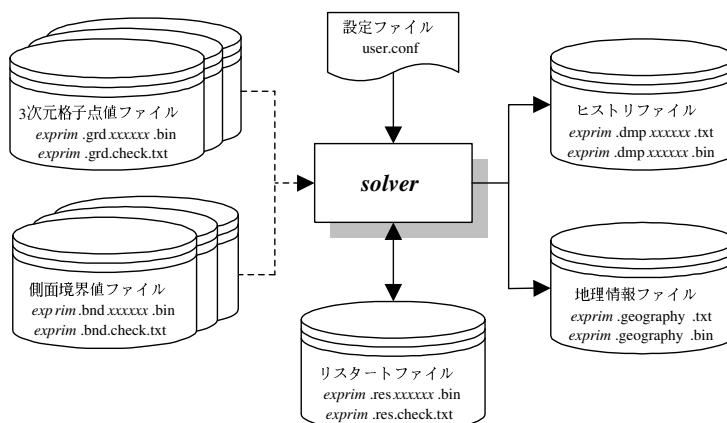 設定ファイル
user.conf
3次元格子点値ファイル
exprim .grd xxxxxx .bin
exprim .grd.check.txt
側面境界値ファイル
exprim .bnd xxxxxx .bin
exprim .bnd.check.txt
solver
リスタートファイル
exprim .res xxxxxx .bin
exprim .res.check.txt
ヒストリファイル
exprim .dmp xxxxxx .txt
exprim .dmp xxxxxx .bin
地理情報ファイル
exprim .geography .txt
exprim .geography .bin